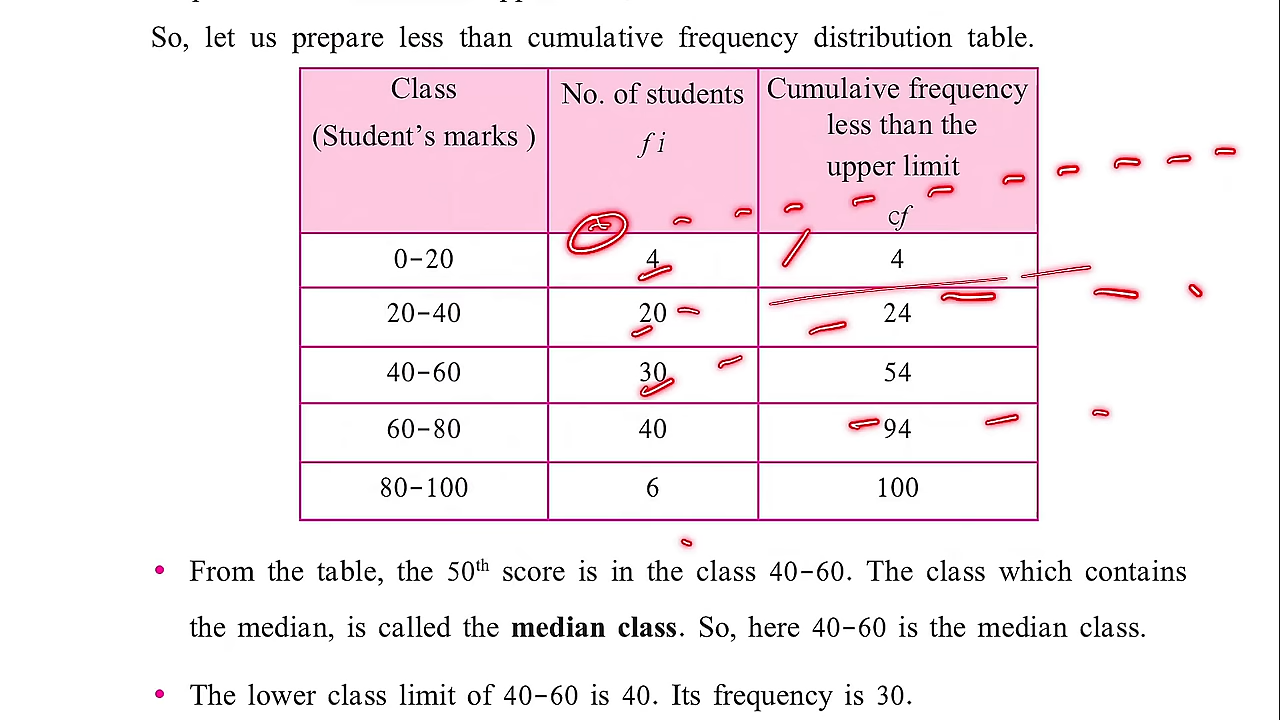 So, let us prepare less than cumulative frequency distribution table.
Class (Student's marks ) | No. of students f i | Cumulaive frequency less than the upper limit cf
0-20 | 4 | 4
20-40 | 20 | 24
40-60 | 30 | 54
60-80 | 40 | 94
80-100 | 6 | 100
• From the table, the 50th score is in the class 40-60. The class which contains
the median, is called the median class. So, here 40-60 is the median class.
• The lower class limit of 40-60 is 40. Its frequency is 30.